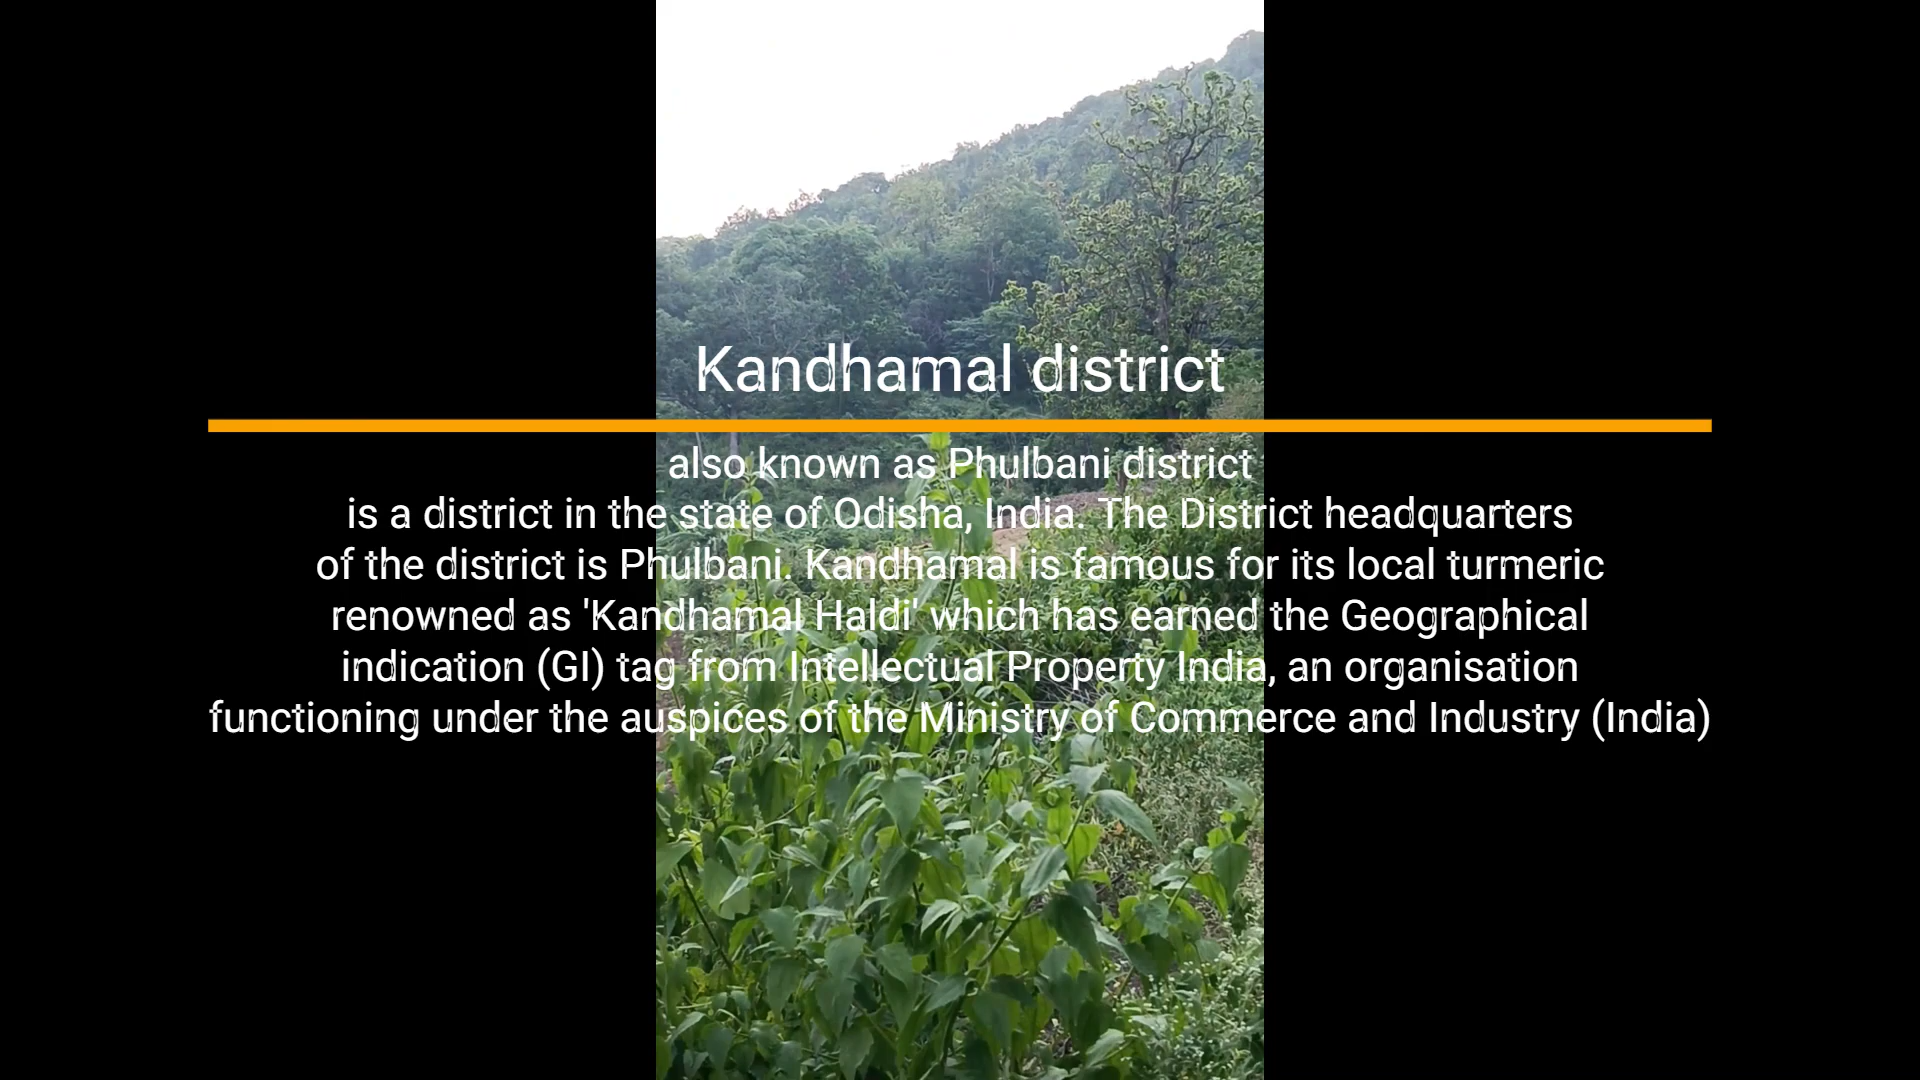 Kandhamal district
also known as Phulbani district
is a district in the state of Odisha, India. The District headquarters
of the district is Phulbani. Kandhamal is famous for its local turmeric
renowned as 'Kandhamal Haldi' which has earned the Geographical
indication (GI) tag from Intellectual Property India, an organisation
functioning under the auspices of the Ministry of Commerce and Industry (India)